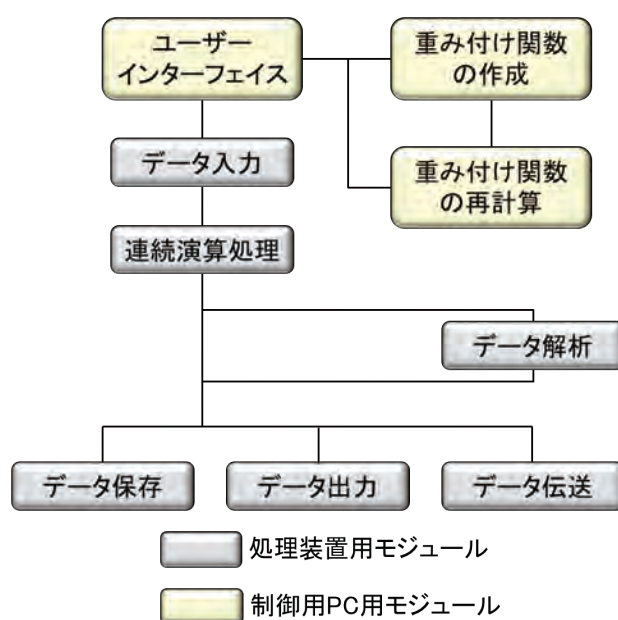 ユーザー
インターフェイス
重み付け関数
の作成
データ入力
重み付け関数
の再計算
連続演算処理
データ解析
データ保存
データ出力
データ伝送
処理装置用モジュール
制御用PC用モジュール